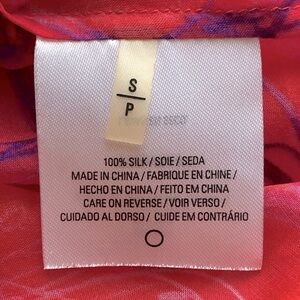 S
P
100% SILK / SOIE / SEDA
MADE IN CHINA / FABRIQUE EN CHINE /
HECHO EN CHINA / FEITO EM CHINA
CARE ON REVERSE / VOIR VERSO /
CUIDADO AL DORSO / CUIDE EM CONTRÁRIO